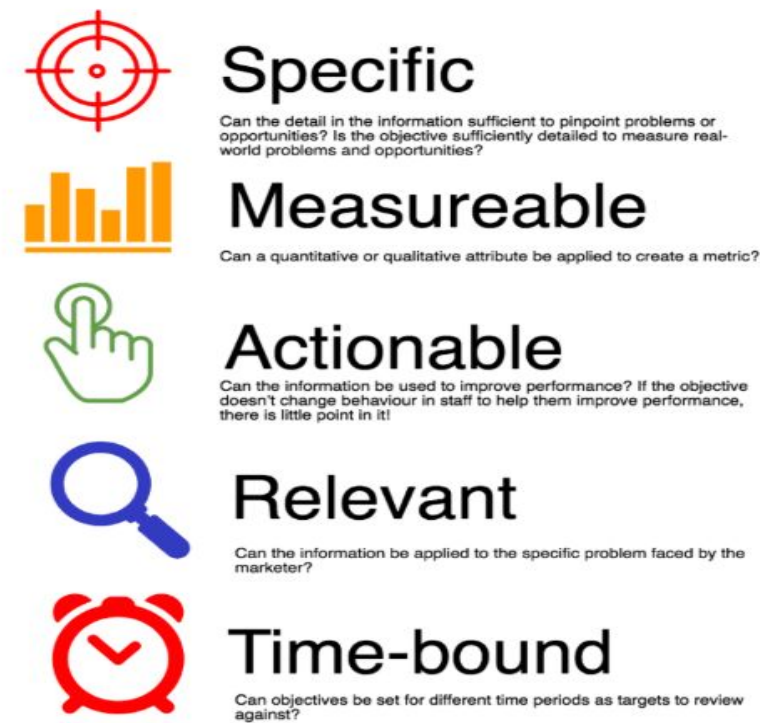 Specific
Can the detail in the information sufficient to pinpoint problems or
opportunities? Is the objective sufficiently detailed to measure real-
world problems and opportunities?
Measureable
Can a quantitative or qualitative attribute be applied to create a metric?
Actionable
Can the information be used to improve performance? If the objective
doesn't change behaviour in staff to help them improve performance,
there is little point in it!
Relevant
Can the information be applied to the specific problem faced by the
marketer?
Time-bound
Can objectives be set for different time periods as targets to review
against?